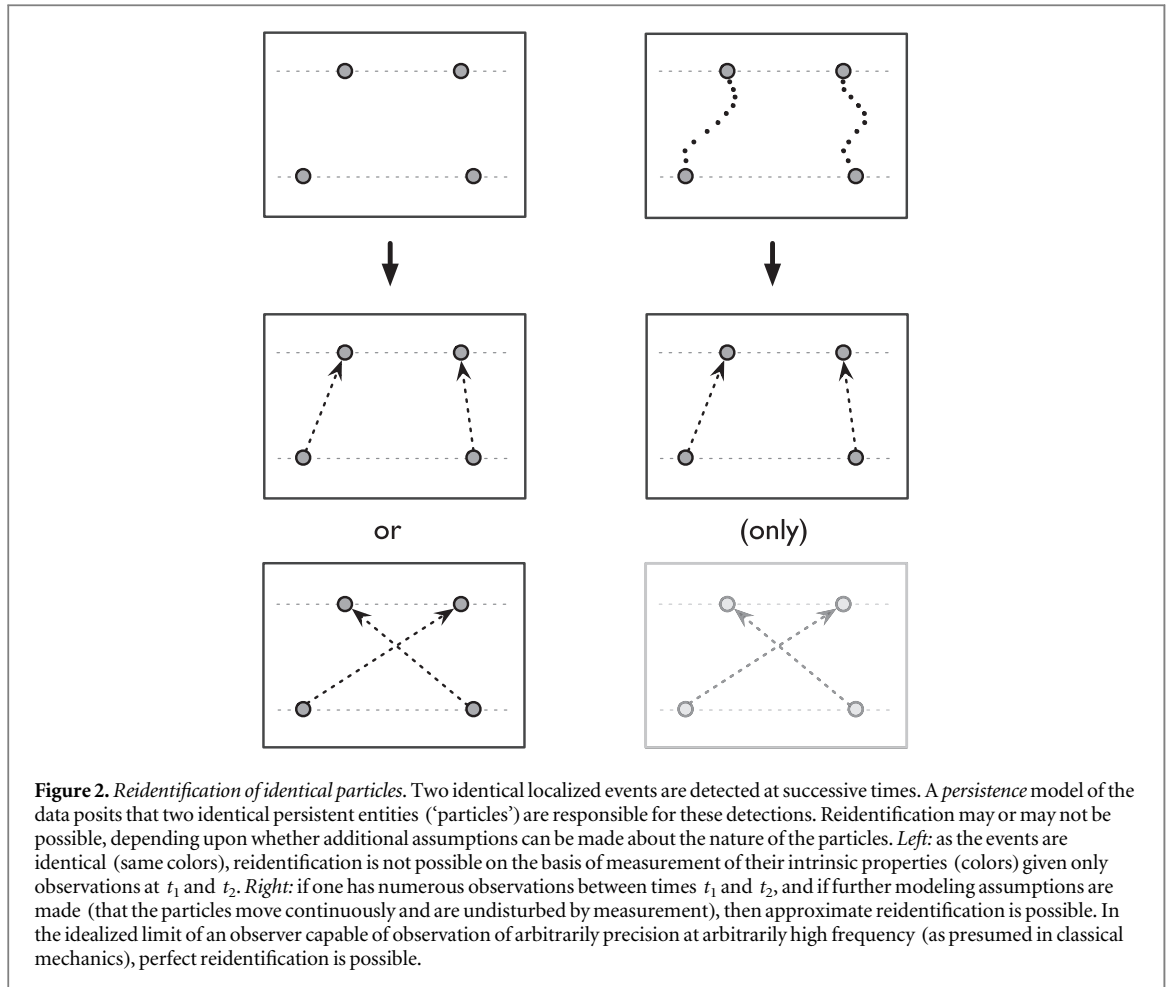 or
(only)
Figure 2. Reidentification of identical particles. Two identical localized events are detected at successive times. A persistence model of the
data posits that two identical persistent entities (‘particles’) are responsible for these detections. Reidentification may or may not be
possible, depending upon whether additional assumptions can be made about the nature of the particles. Left: as the events are
identical (same colors), reidentification is not possible on the basis of measurement of their intrinsic properties (colors) given only
observations at t₁ and t₂. Right: if one has numerous observations between times t₁ and t₂, and if further modeling assumptions are
made (that the particles move continuously and are undisturbed by measurement), then approximate reidentification is possible. In
the idealized limit of an observer capable of observation of arbitrarily precision at arbitrarily high frequency (as presumed in classical
mechanics), perfect reidentification is possible.